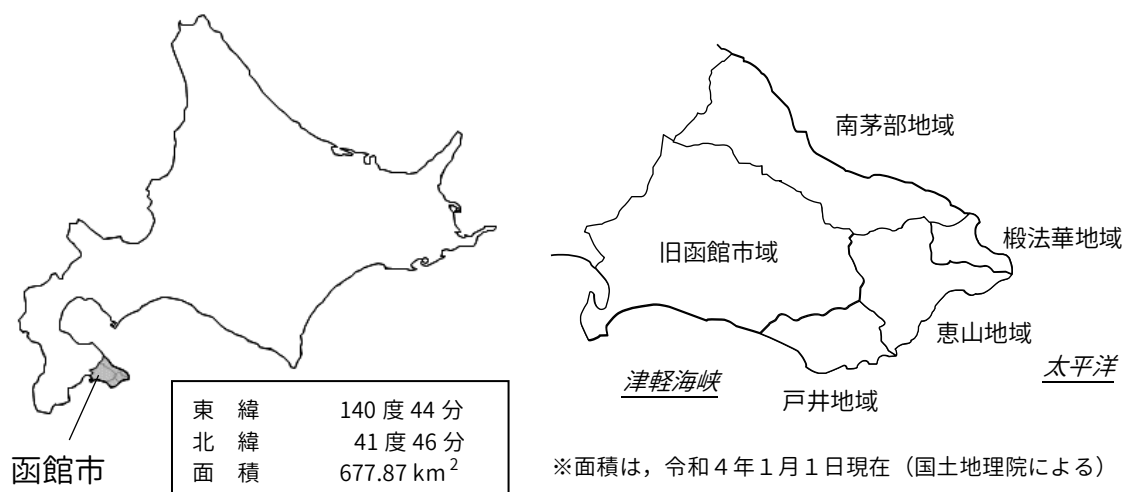 函館市
東　緯　140 度 44 分
北　緯　41 度 46 分
面　積　677.87 km²
南茅部地域
椴法華地域
旧函館市域
恵山地域
戸井地域
津軽海峡
太平洋
※面積は，令和４年１月１日現在（国土地理院による）